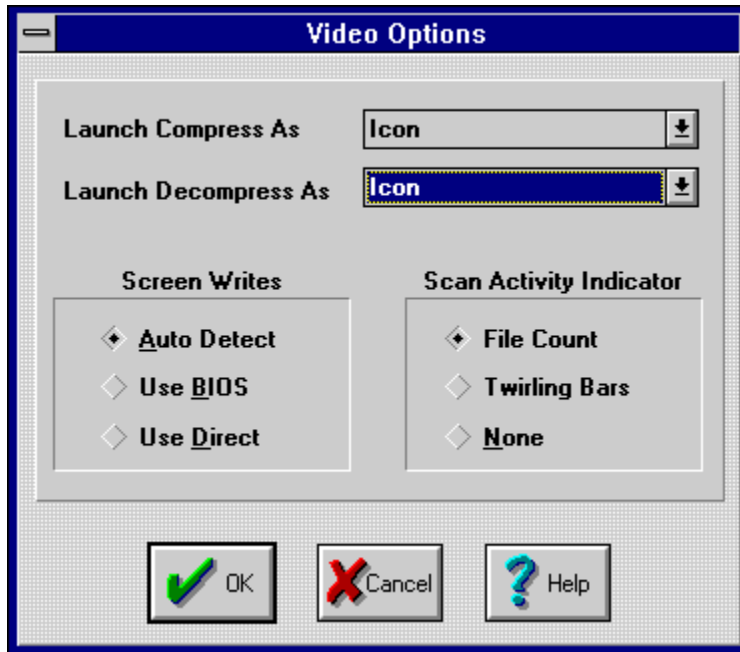 Video Options
Launch Compress As Icon
Launch Decompress As Icon
Screen Writes Scan Activity Indicator
Auto Detect File Count
Use BIOS Twirling Bars
Use Direct None
OK Cancel Help